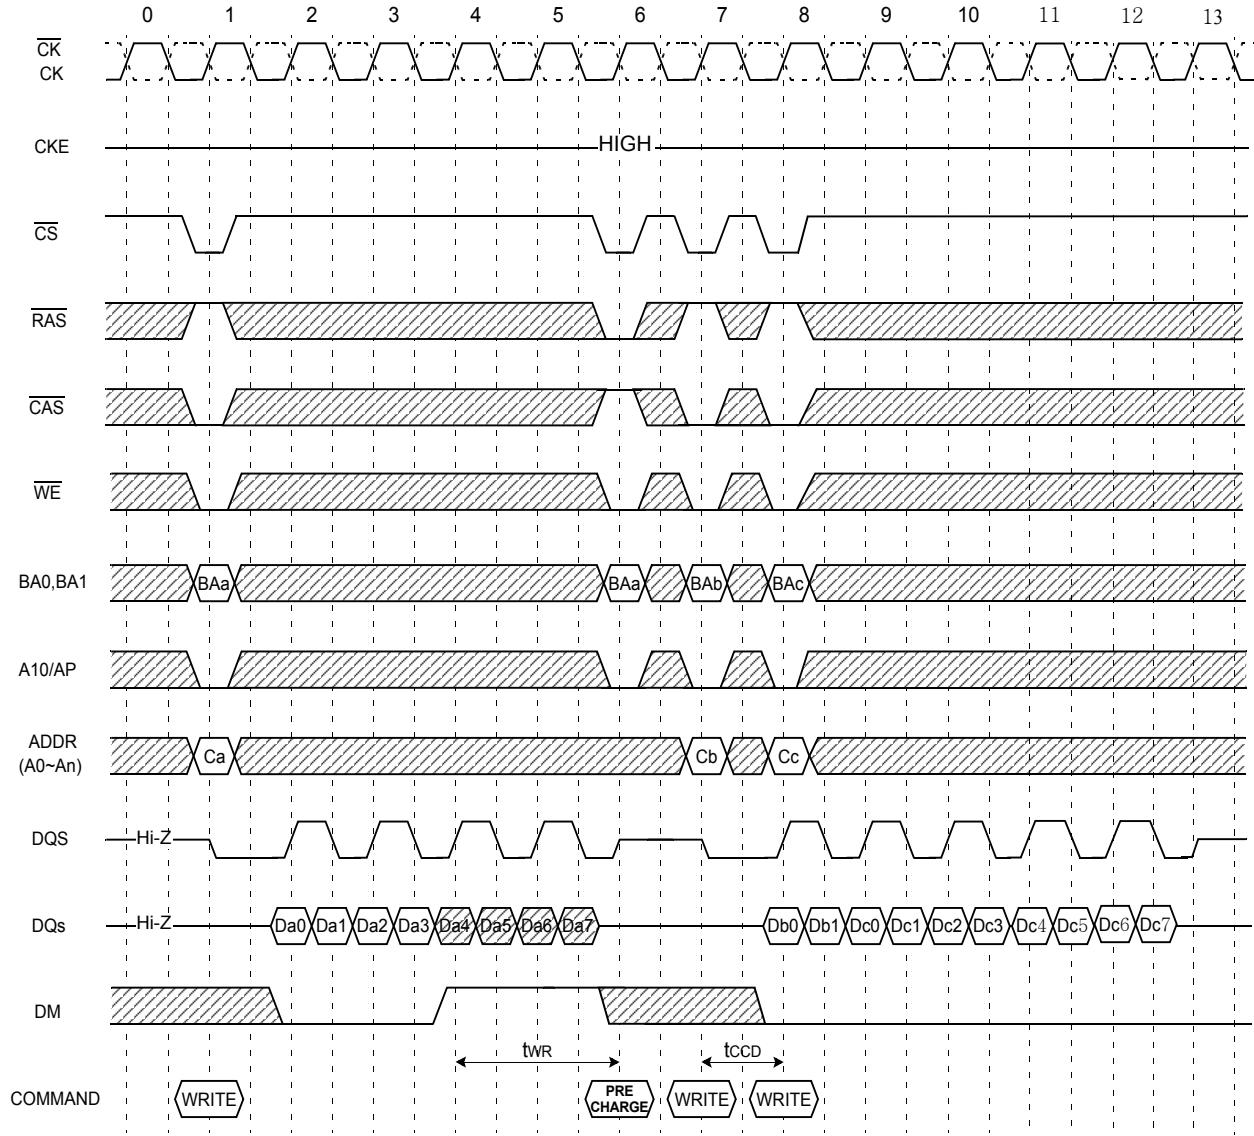 0 1 2 3 4 5 6 7 8 9 10 11 12 13
CK
CK
CKE HIGH
CS
RAS
CAS
WE
BA0,BA1 BAa BAa BAb BAc
A10/AP
ADDR
(A0~An) Ca Cb Cc
DQS Hi-Z
DQs Hi-Z Da0 Da1 Da2 Da3 Da4 Da5 Da6 Da7 Db0 Db1 Dc0 Dc1 Dc2 Dc3 Dc4 Dc5 Dc6 Dc7
DM
tWR tCCD
COMMAND WRITE PRE CHARGE WRITE WRITE